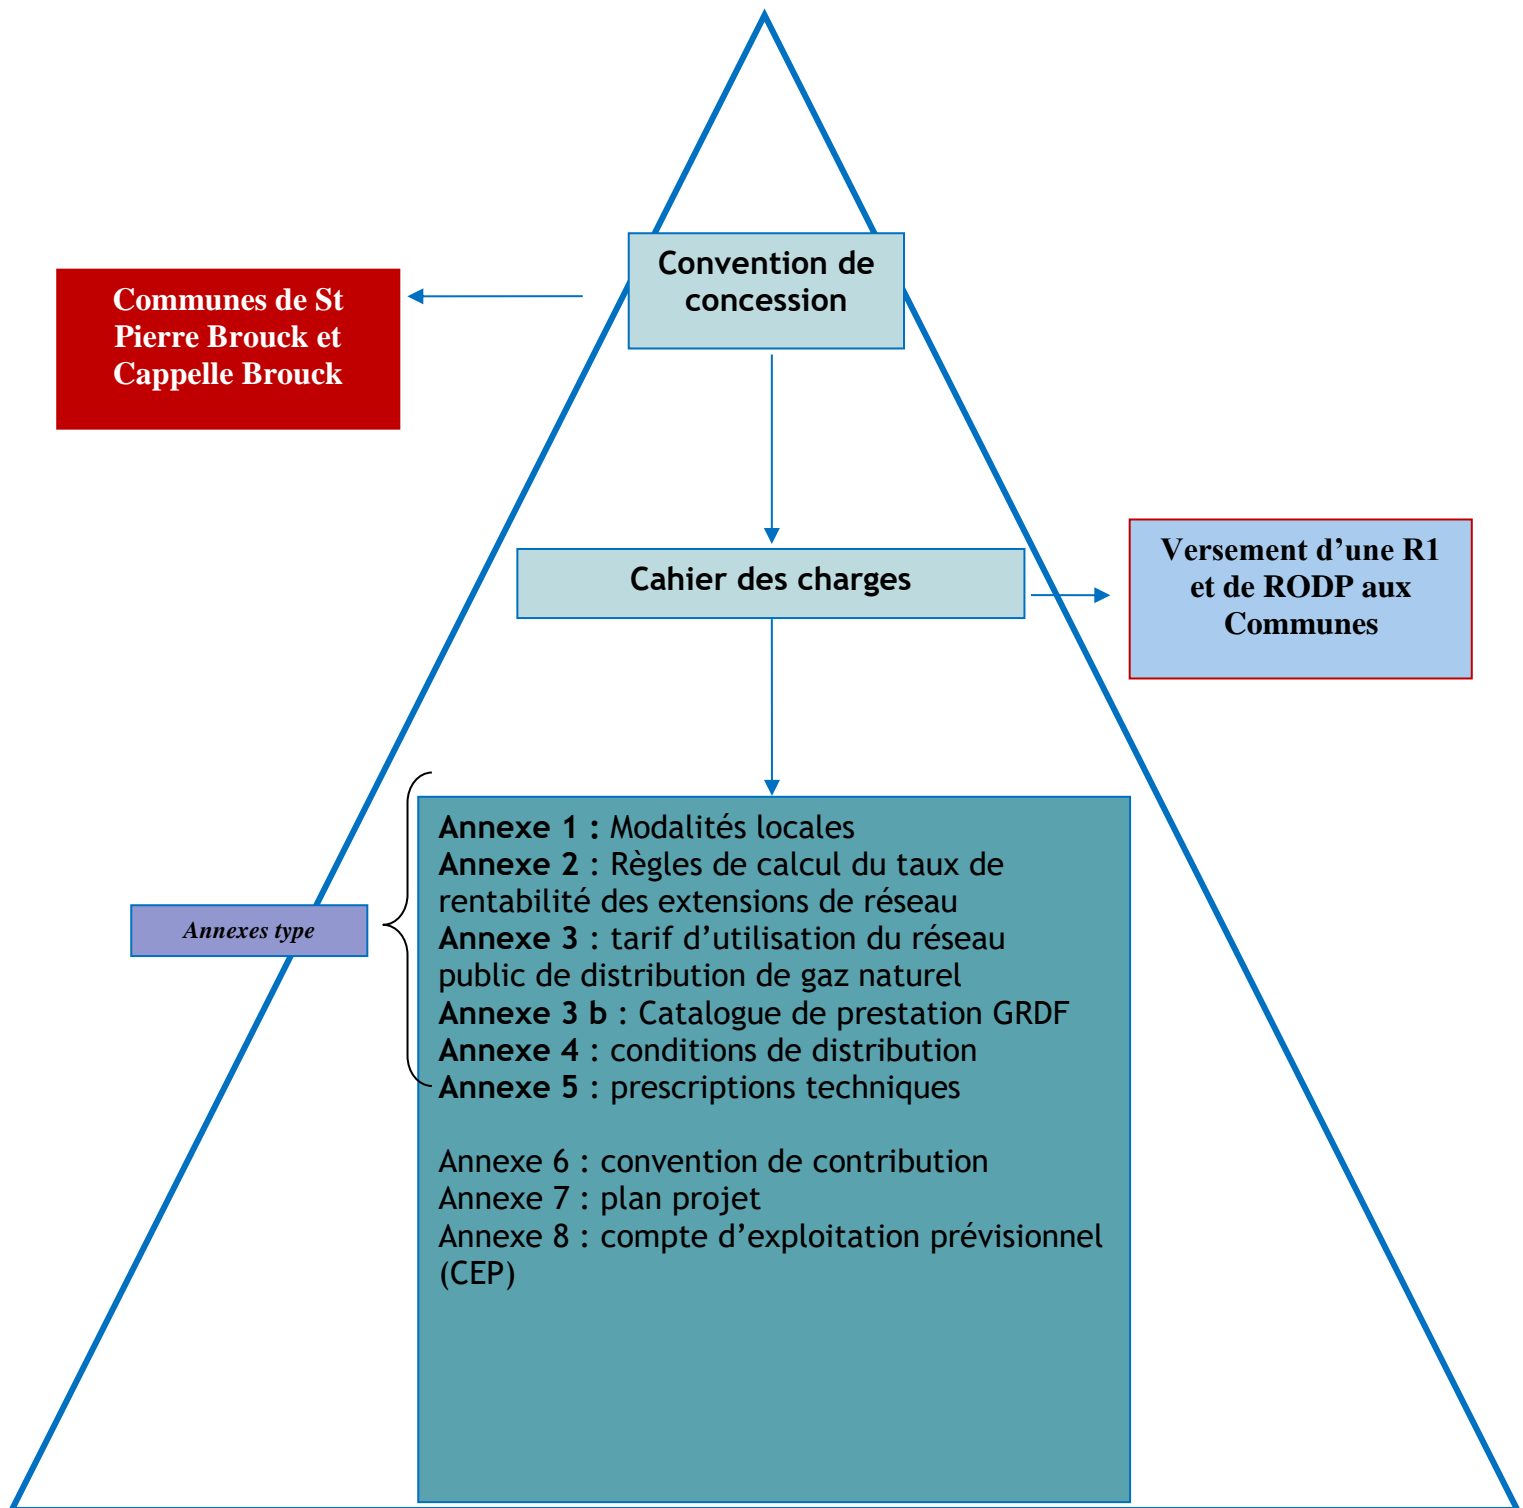 Convention de
concession
Communes de St
Pierre Brouck et
Cappelle Brouck
Cahier des charges
Versement d’une R1
et de RODP aux
Communes
Annexes type
Annexe 1 : Modalités locales
Annexe 2 : Règles de calcul du taux de
rentabilité des extensions de réseau
Annexe 3 : tarif d’utilisation du réseau
public de distribution de gaz naturel
Annexe 3 b : Catalogue de prestation GRDF
Annexe 4 : conditions de distribution
Annexe 5 : prescriptions techniques
Annexe 6 : convention de contribution
Annexe 7 : plan projet
Annexe 8 : compte d’exploitation prévisionnel
(CEP)